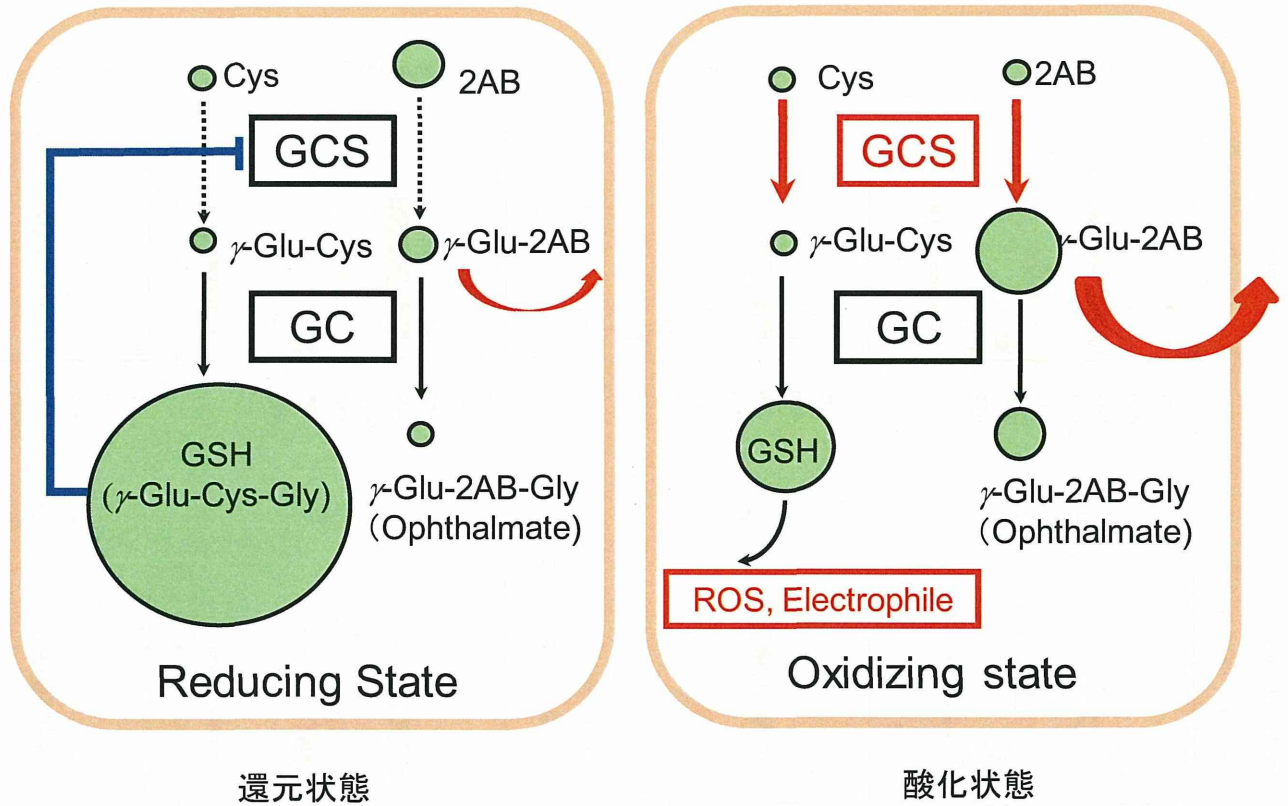 Cys
2AB
GCS
γ-Glu-Cys
γ-Glu-2AB
GC
GSH
(γ-Glu-Cys-Gly)
γ-Glu-2AB-Gly
(Ophthalmate)
Reducing State
還元状態
Cys
2AB
GCS
γ-Glu-Cys
γ-Glu-2AB
GC
GSH
γ-Glu-2AB-Gly
(Ophthalmate)
ROS, Electrophile
Oxidizing state
酸化状態